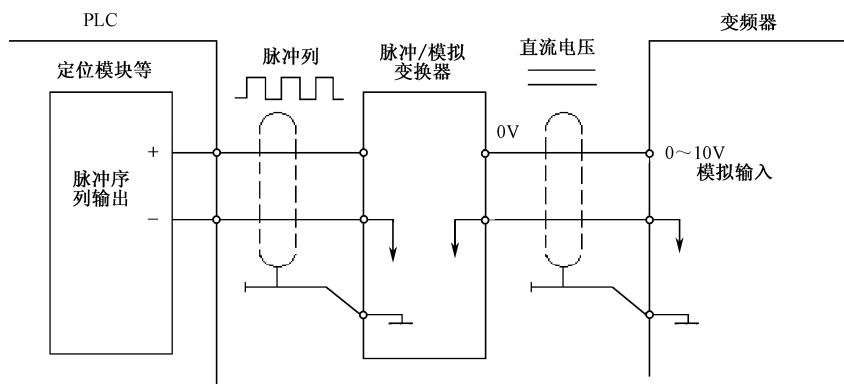 PLC
变频器
定位模块等
脉冲列
脉冲/模拟
变换器
直流电压
+
脉冲序
列输出
−
0V
0～10V
模拟输入